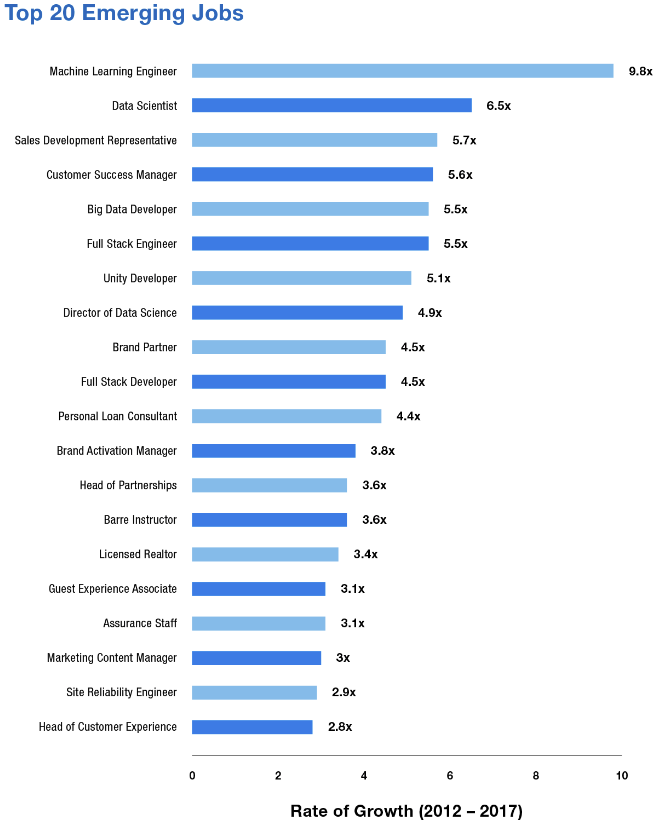 Top 20 Emerging Jobs
Machine Learning Engineer 9.8x
Data Scientist 6.5x
Sales Development Representative 5.7x
Customer Success Manager 5.6x
Big Data Developer 5.5x
Full Stack Engineer 5.5x
Unity Developer 5.1x
Director of Data Science 4.9x
Brand Partner 4.5x
Full Stack Developer 4.5x
Personal Loan Consultant 4.4x
Brand Activation Manager 3.8x
Head of Partnerships 3.6x
Barre Instructor 3.6x
Licensed Realtor 3.4x
Guest Experience Associate 3.1x
Assurance Staff 3.1x
Marketing Content Manager 3x
Site Reliability Engineer 2.9x
Head of Customer Experience 2.8x
0 2 4 6 8 10
Rate of Growth (2012 – 2017)